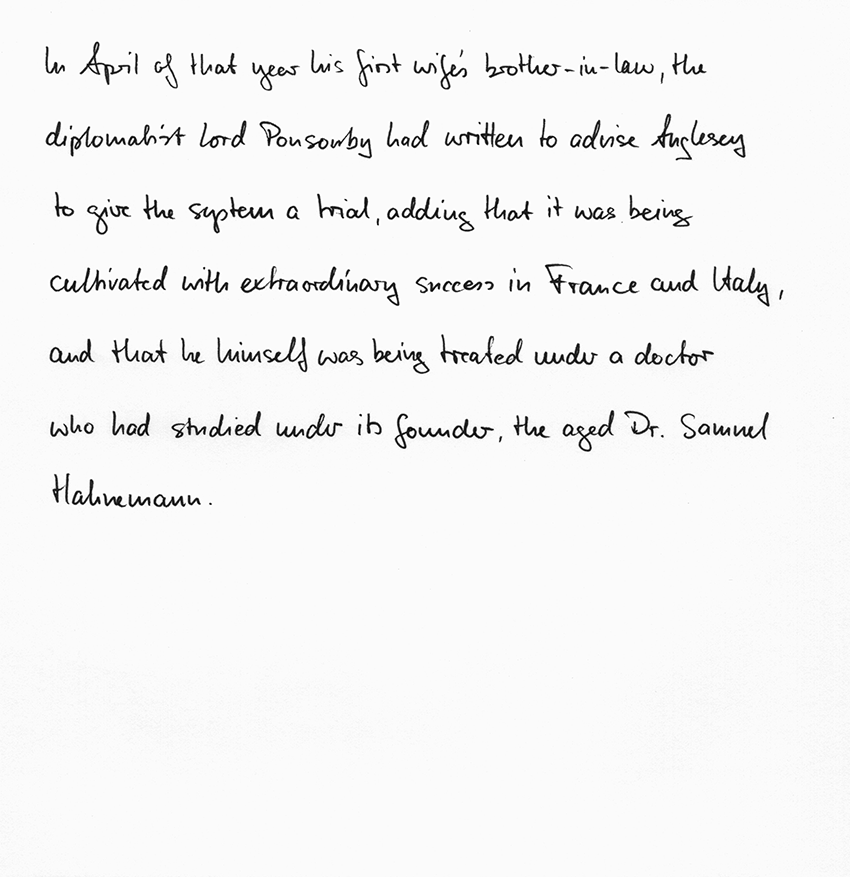 In April of that year his first wife's brother-in-law, the
diplomatist Lord Ponsonby had written to advise Anglesey
to give the system a trial, adding that it was being
cultivated with extraordinary success in France and Italy,
and that he himself was being treated under a doctor
who had studied under its founder, the aged Dr. Samuel
Hahnemann.